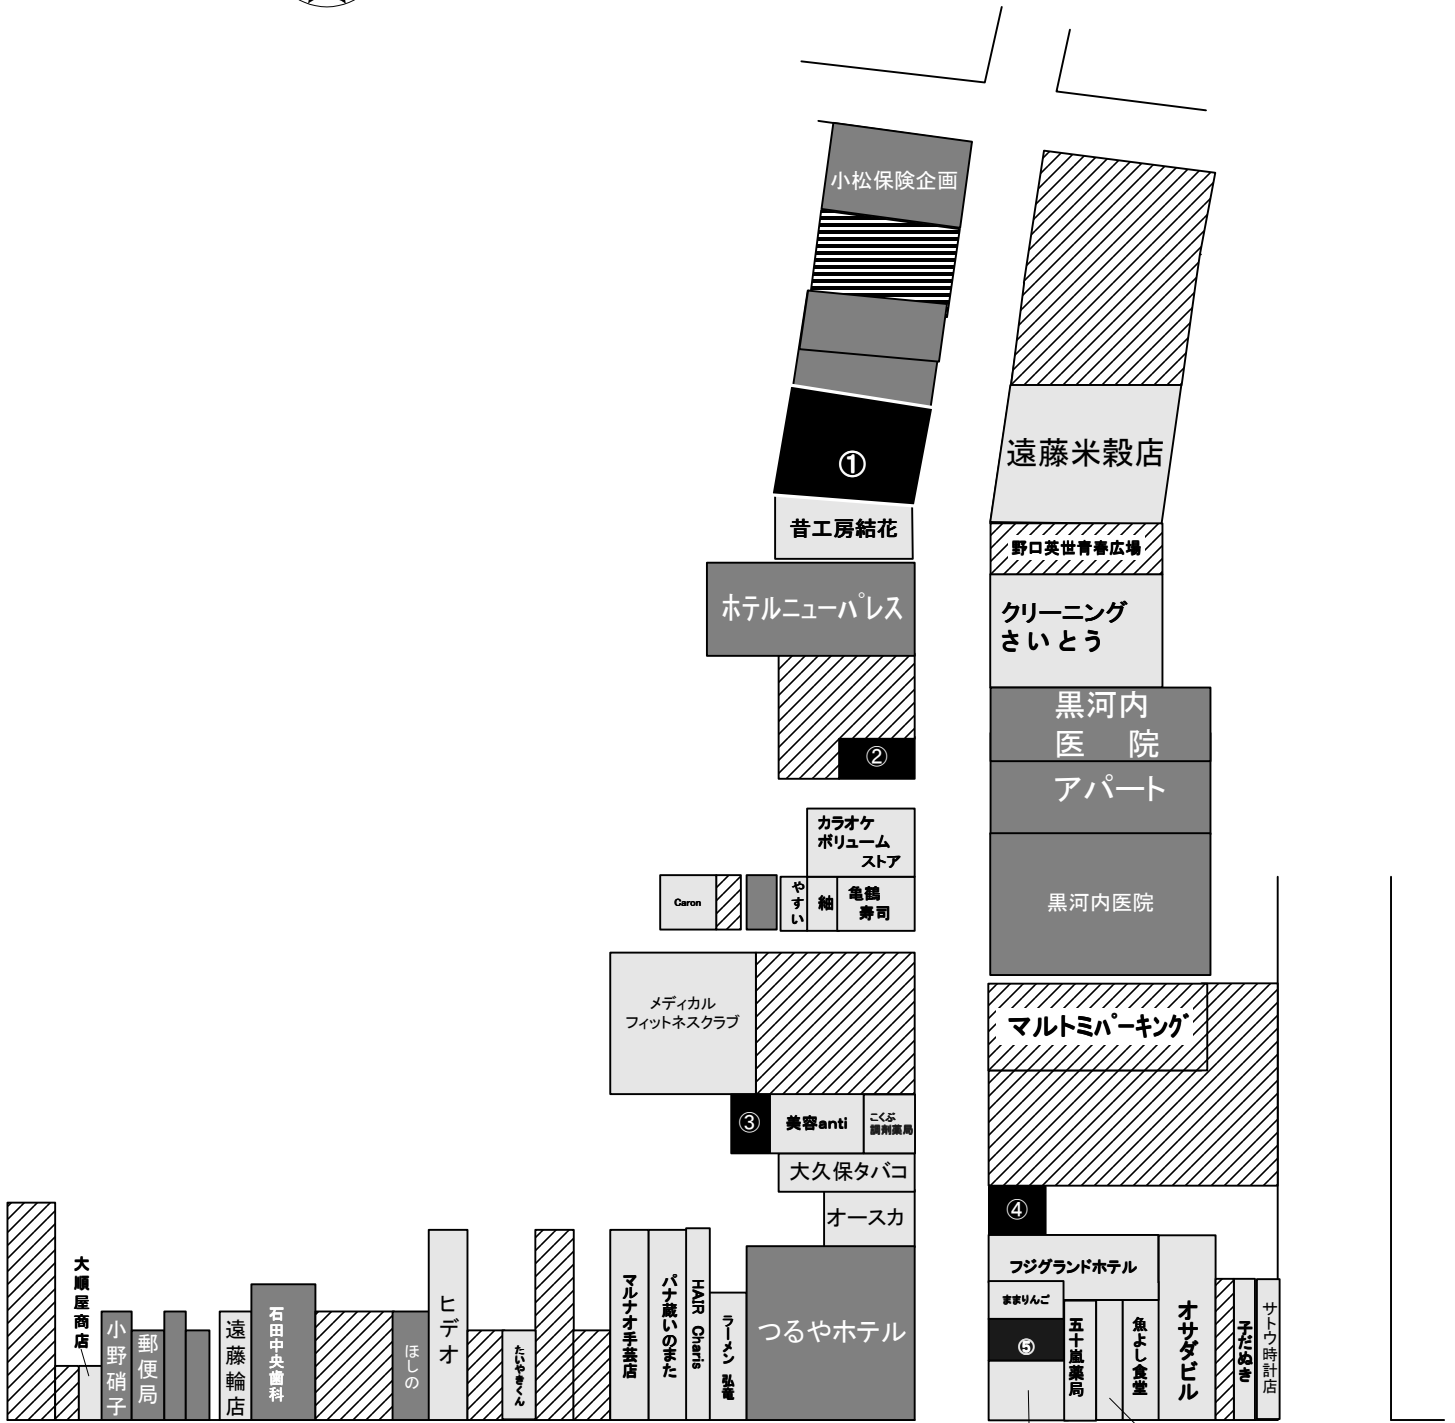 小松保険企画
①
遠藤米穀店
昔工房結花
野口英世青春広場
ホテルニューパレス
クリーニング
さいとう
黒河内
医 院
②
アパート
カラオケ
ボリューム
ストア
Caron
やすい
紬
亀鶴
寿司
黒河内医院
メディカル
フィットネスクラブ
マルトミパーキング
③
美容anti
こくぶ
調剤薬局
大久保タバコ
オースカ
④
フジグランドホテル
ままりんご
⑤
五十嵐薬局
魚よし食堂
オサダビル
子だぬき
サトウ時計店
大順屋商店
小野硝子
郵便局
遠藤輪店
石田中央歯科
ほしの
ヒデオ
たいやきくん
マルナオ手芸店
パナ蔵いのまた
HAIR Charis
ラーメン 弘竜
つるやホテル